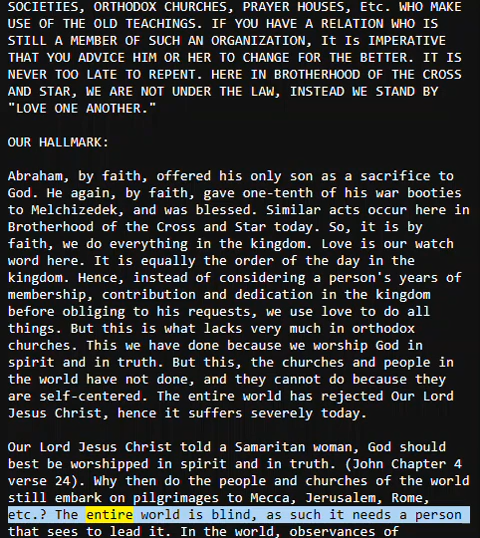 SOCIETIES, ORTHODOX CHURCHES, PRAYER HOUSES, Etc. WHO MAKE
USE OF THE OLD TEACHINGS. IF YOU HAVE A RELATION WHO IS
STILL A MEMBER OF SUCH AN ORGANIZATION, It Is IMPERATIVE
THAT YOU ADVICE HIM OR HER TO CHANGE FOR THE BETTER. IT IS
NEVER TOO LATE TO REPENT. HERE IN BROTHERHOOD OF THE CROSS
AND STAR, WE ARE NOT UNDER THE LAW, INSTEAD WE STAND BY
"LOVE ONE ANOTHER."
OUR HALLMARK:
Abraham, by faith, offered his only son as a sacrifice to
God. He again, by faith, gave one-tenth of his war booties
to Melchizedek, and was blessed. Similar acts occur here in
Brotherhood of the Cross and Star today. So, it is by
faith, we do everything in the kingdom. Love is our watch
word here. It is equally the order of the day in the
kingdom. Hence, instead of considering a person's years of
membership, contribution and dedication in the kingdom
before obliging to his requests, we use love to do all
things. But this is what lacks very much in orthodox
churches. This we have done because we worship God in
spirit and in truth. But this, the churches and people in
the world have not done, and they cannot do because they
are self-centered. The entire world has rejected Our Lord
Jesus Christ, hence it suffers severely today.
Our Lord Jesus Christ told a Samaritan woman, God should
best be worshipped in spirit and in truth. (John Chapter 4
verse 24). Why then do the people and churches of the world
still embark on pilgrimages to Mecca, Jerusalem, Rome,
etc.? The entire world is blind, as such it needs a person
that sees to lead it. In the world, observances of